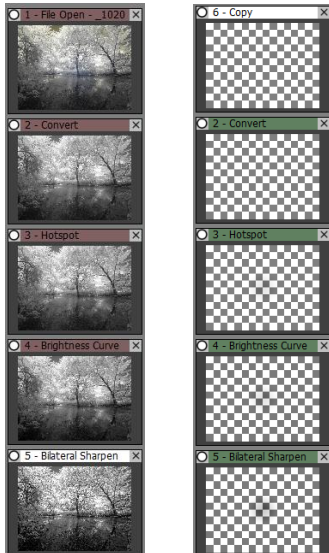 1 - File Open - _1020
2 - Convert
3 - Hotspot
4 - Brightness Curve
5 - Bilateral Sharpen
6 - Copy
2 - Convert
3 - Hotspot
4 - Brightness Curve
5 - Bilateral Sharpen